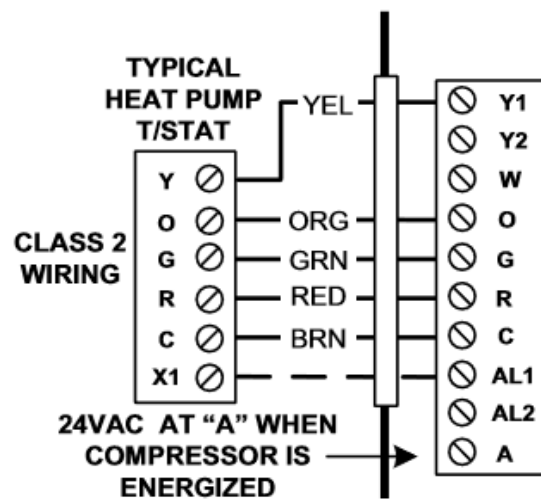 TYPICAL
HEAT PUMP
T/STAT
CLASS 2
WIRING
Y
O
G
R
C
X1
YEL
ORG
GRN
RED
BRN
Y1
Y2
W
O
G
R
C
AL1
AL2
A
24VAC AT “A” WHEN
COMPRESSOR IS
ENERGIZED